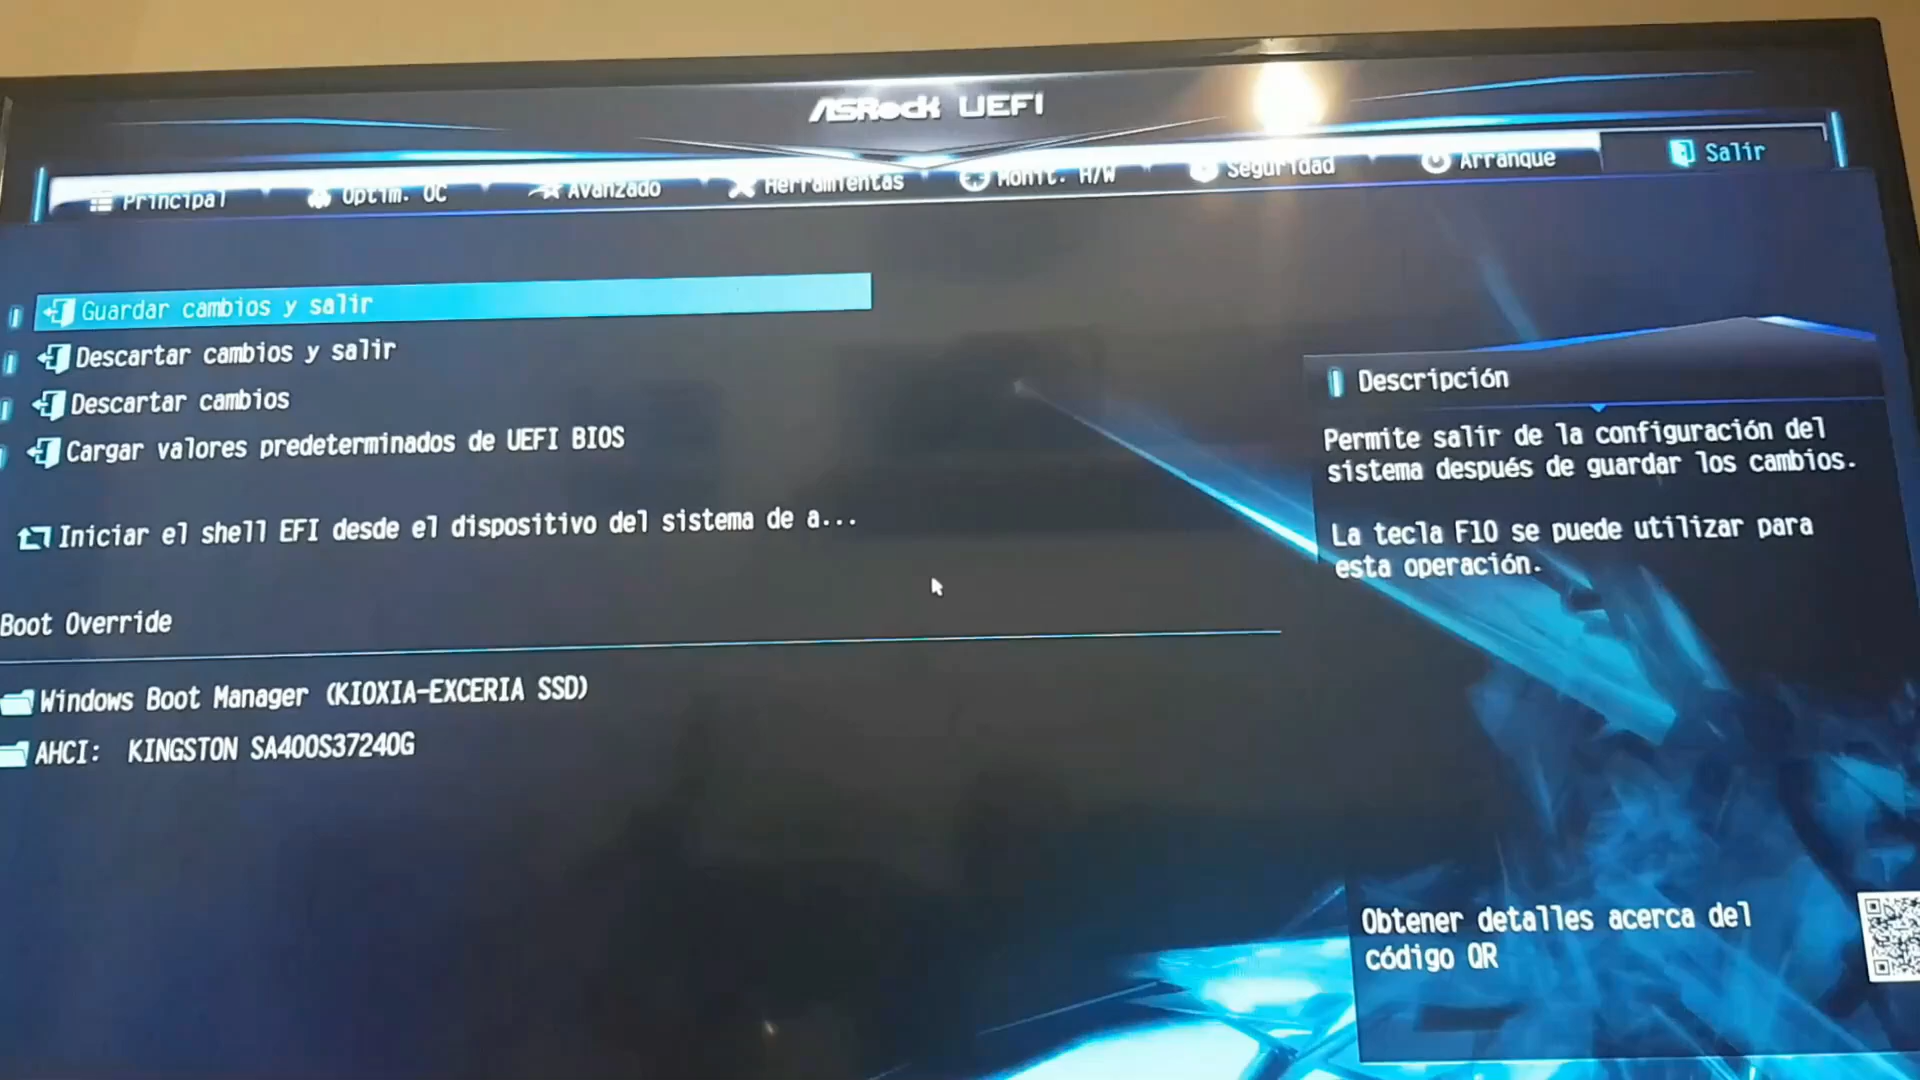 ASRock UEFI
Principal Optim. OC Avanzado Herramientas Monit. H/W Seguridad Arranque Salir
Guardar cambios y salir
Descartar cambios y salir
Descartar cambios
Cargar valores predeterminados de UEFI BIOS
Iniciar el shell EFI desde el dispositivo del sistema de a...
Boot Override
Windows Boot Manager (KIOXIA-EXCERIA SSD)
AHCI: KINGSTON SA400S37240G
Descripción
Permite salir de la configuración del
sistema después de guardar los cambios.
La tecla F10 se puede utilizar para
esta operación.
Obtener detalles acerca del
código QR